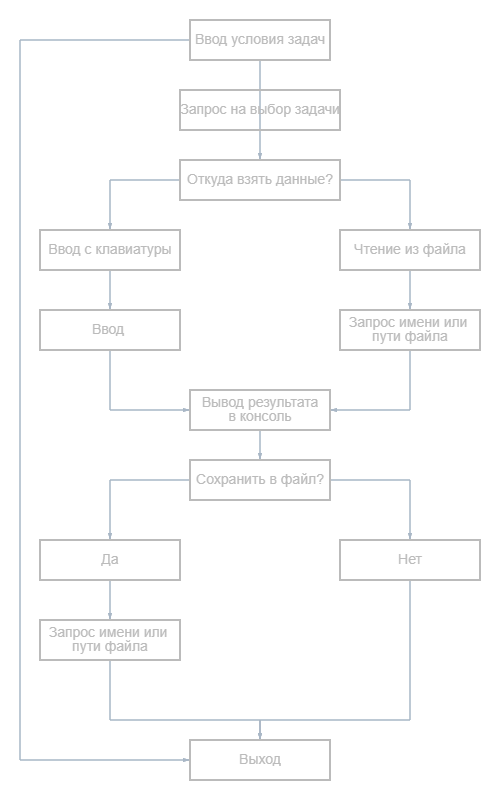 Ввод условия задач
Запрос на выбор задачи
Откуда взять данные?
Ввод с клавиатуры
Чтение из файла
Ввод
Запрос имени или
пути файла
Вывод результата
в консоль
Сохранить в файл?
Да
Нет
Запрос имени или
пути файла
Выход